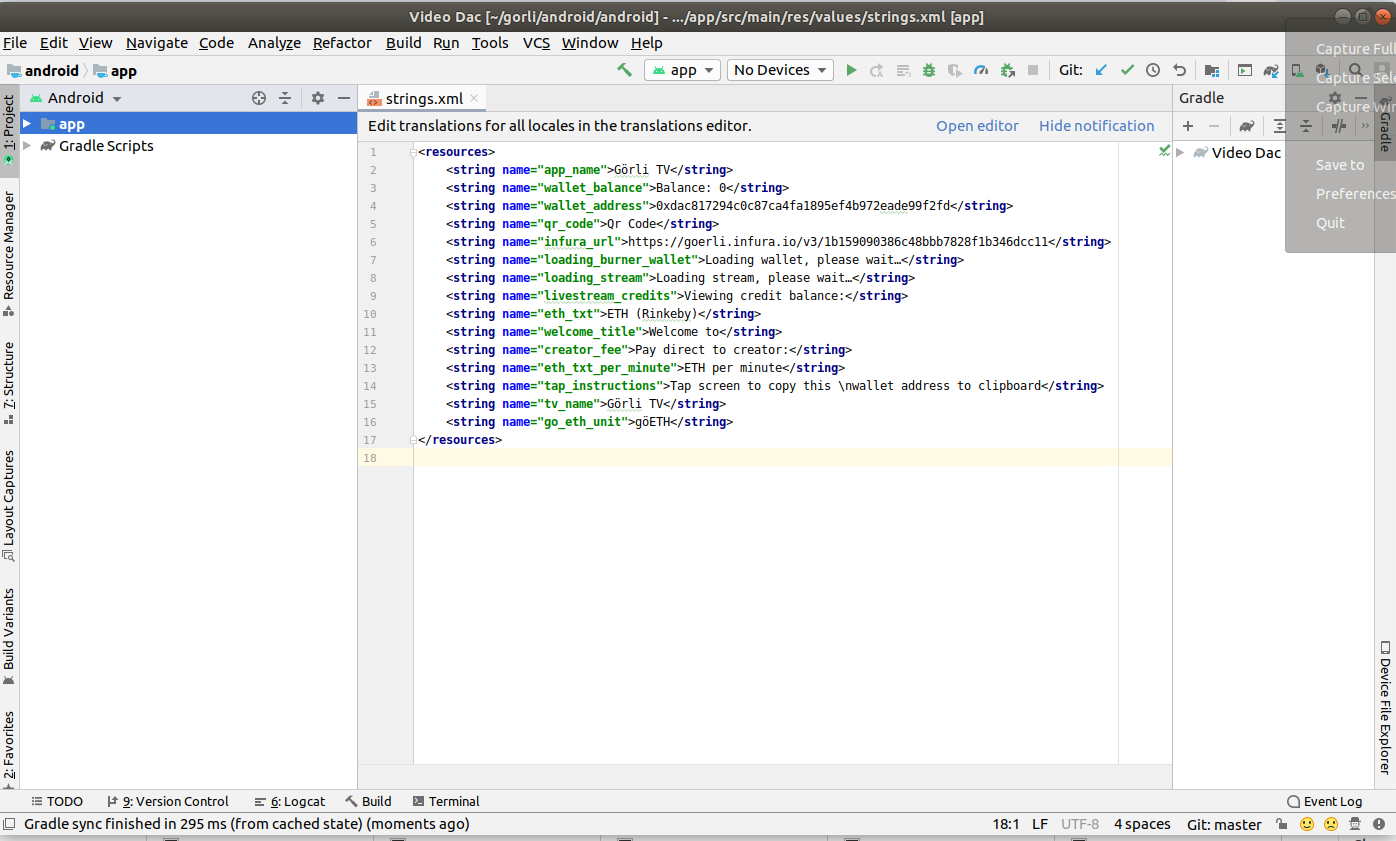 Video Dac [~/gorli/android/android] - .../app/src/main/res/values/strings.xml [app]
File Edit View Navigate Code Analyze Refactor Build Run Tools VCS Window Help
android app
app No Devices Git:
Capture Full
Capture Sele
Capture Win
Save to
Preferences
Quit
Android
strings.xml
Gradle
Edit translations for all locales in the translations editor. Open editor Hide notification
app
Gradle Scripts
Video Dac
1 <resources>
2 <string name="app_name">Görli TV</string>
3 <string name="wallet_balance">Balance: 0</string>
4 <string name="wallet_address">0xdac817294c0c87ca4fa1895ef4b972eade99f2fd</string>
5 <string name="qr_code">Qr Code</string>
6 <string name="infura_url">https://goerli.infura.io/v3/1b159090386c48bbb7828f1b346dcc11</string>
7 <string name="loading_burner_wallet">Loading wallet, please wait…</string>
8 <string name="loading_stream">Loading stream, please wait…</string>
9 <string name="livestream_credits">Viewing credit balance:</string>
10 <string name="eth_txt">ETH (Rinkeby)</string>
11 <string name="welcome_title">Welcome to</string>
12 <string name="creator_fee">Pay direct to creator:</string>
13 <string name="eth_txt_per_minute">ETH per minute</string>
14 <string name="tap_instructions">Tap screen to copy this \nwallet address to clipboard</string>
15 <string name="tv_name">Görli TV</string>
16 <string name="go_eth_unit">göETH</string>
17 </resources>
18
1: Project
Resource Manager
7: Structure
Layout Captures
Build Variants
2: Favorites
Gradle
Device File Explorer
TODO 9: Version Control 6: Logcat Build Terminal Event Log
Gradle sync finished in 295 ms (from cached state) (moments ago) 18:1 LF UTF-8 4 spaces Git: master